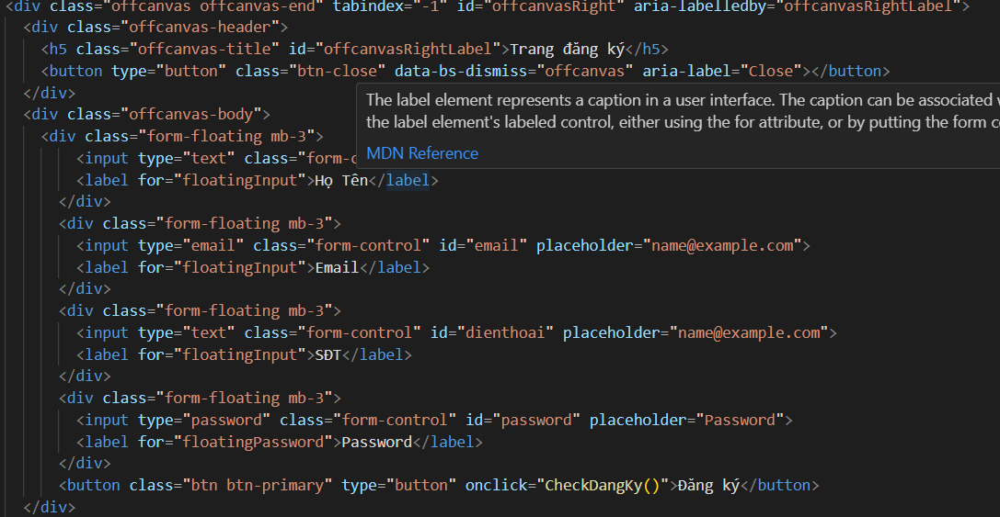 <div class="offcanvas offcanvas-end" tabindex="-1" id="offcanvasRight" aria-labelledby="offcanvasRightLabel">
<div class="offcanvas-header">
<h5 class="offcanvas-title" id="offcanvasRightLabel">Trang đăng ký</h5>
<button type="button" class="btn-close" data-bs-dismiss="offcanvas" aria-label="Close"></button>
</div>
The label element represents a caption in a user interface. The caption can be associated
<div class="offcanvas-body">
the label element's labeled control, either using the for attribute, or by putting the form
<div class="form-floating mb-3">
MDN Reference
<input type="text" class="form-
<label for="floatingInput">Họ Tên</label>
</div>
<div class="form-floating mb-3">
<input type="email" class="form-control" id="email" placeholder="name@example.com">
<label for="floatingInput">Email</label>
</div>
<div class="form-floating mb-3">
<input type="text" class="form-control" id="dienthoai" placeholder="name@example.com">
<label for="floatingInput">SĐT</label>
</div>
<div class="form-floating mb-3">
<input type="password" class="form-control" id="password" placeholder="Password">
<label for="floatingPassword">Password</label>
</div>
<button class="btn btn-primary" type="button" onclick="CheckDangKy()">Đăng ký</button>
</div>